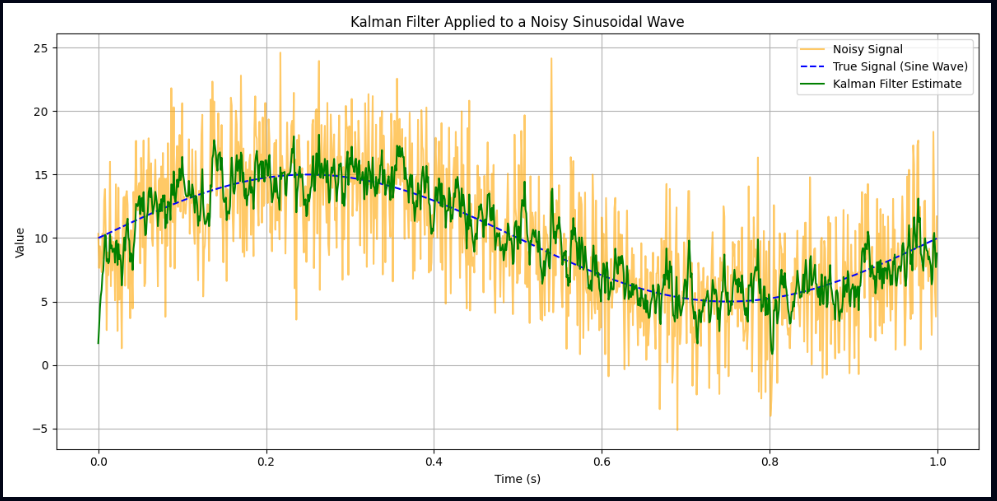 Kalman Filter Applied to a Noisy Sinusoidal Wave
Noisy Signal
True Signal (Sine Wave)
Kalman Filter Estimate
Value
25
20
15
10
5
0
−5
0.0 0.2 0.4 0.6 0.8 1.0
Time (s)